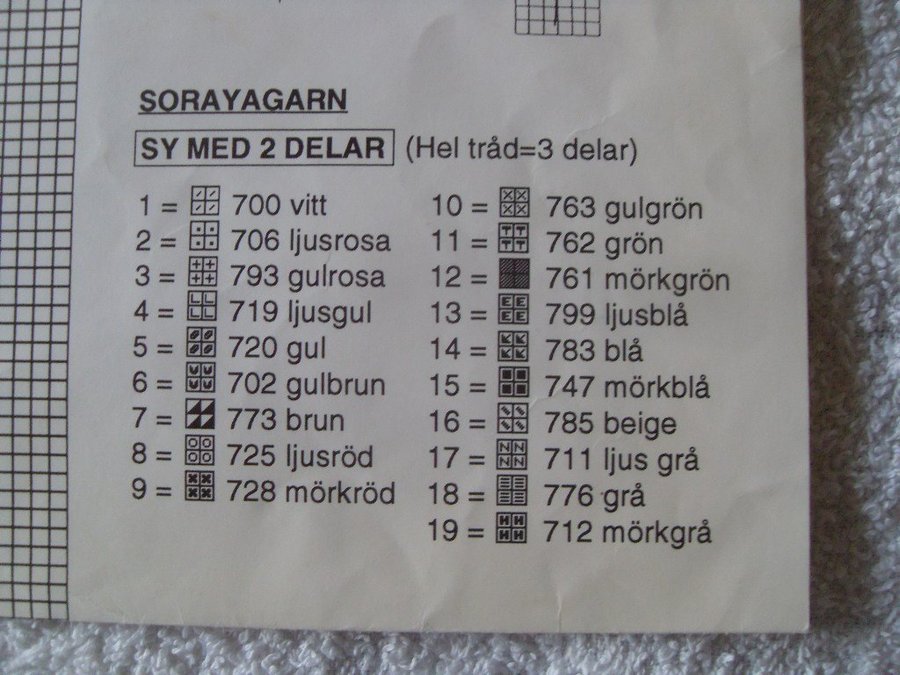 SORAYAGARN
SY MED 2 DELAR (Hel tråd=3 delar)
1 = 700 vitt
2 = 706 ljusrosa
3 = 793 gulrosa
4 = 719 ljusgul
5 = 720 gul
6 = 702 gulbrun
7 = 773 brun
8 = 725 ljusröd
9 = 728 mörkröd
10 = 763 gulgrön
11 = 762 grön
12 = 761 mörkgrön
13 = 799 ljusblå
14 = 783 blå
15 = 747 mörkblå
16 = 785 beige
17 = 711 ljus grå
18 = 776 grå
19 = 712 mörkgrå